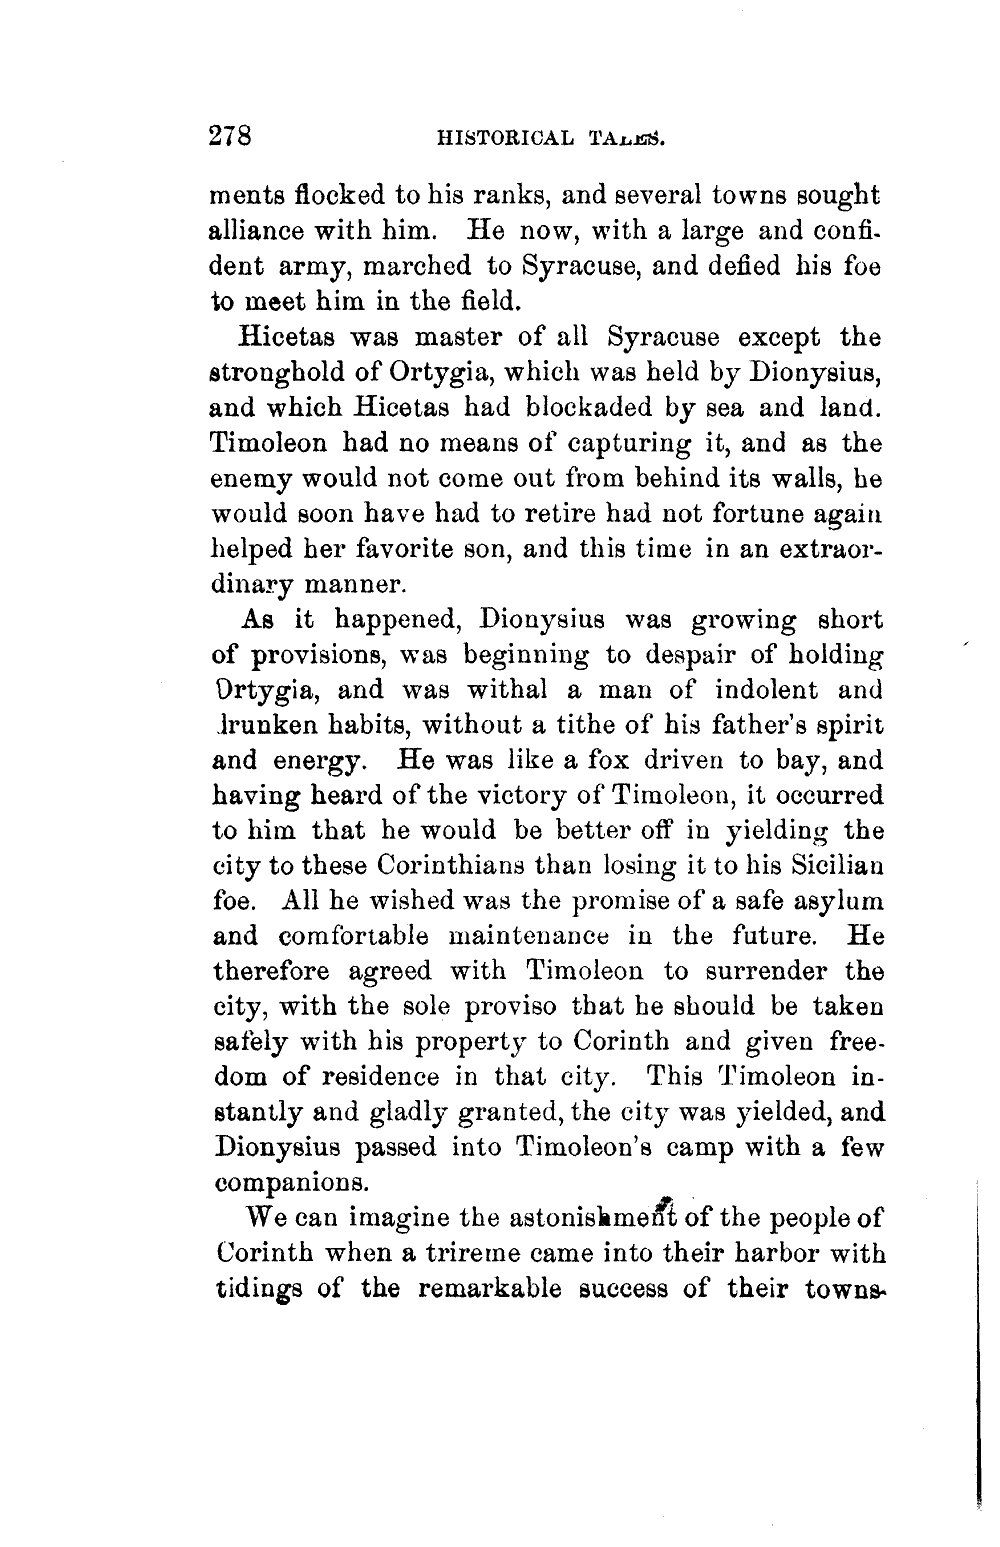 278 HISTORICAL TALES.
ments flocked to his ranks, and several towns sought
alliance with him. He now, with a large and confi-
dent army, marched to Syracuse, and defied his foe
to meet him in the field.
Hicetas was master of all Syracuse except the
stronghold of Ortygia, which was held by Dionysius,
and which Hicetas had blockaded by sea and land.
Timoleon had no means of capturing it, and as the
enemy would not come out from behind its walls, he
would soon have had to retire had not fortune again
helped her favorite son, and this time in an extraor-
dinary manner.
As it happened, Dionysius was growing short
of provisions, was beginning to despair of holding
Ortygia, and was withal a man of indolent and
drunken habits, without a tithe of his father's spirit
and energy. He was like a fox driven to bay, and
having heard of the victory of Timoleon, it occurred
to him that he would be better off in yielding the
city to these Corinthians than losing it to his Sicilian
foe. All he wished was the promise of a safe asylum
and comfortable maintenance in the future. He
therefore agreed with Timoleon to surrender the
city, with the sole proviso that he should be taken
safely with his property to Corinth and given free-
dom of residence in that city. This Timoleon in-
stantly and gladly granted, the city was yielded, and
Dionysius passed into Timoleon's camp with a few
companions.
We can imagine the astonishment of the people of
Corinth when a trireme came into their harbor with
tidings of the remarkable success of their towns-